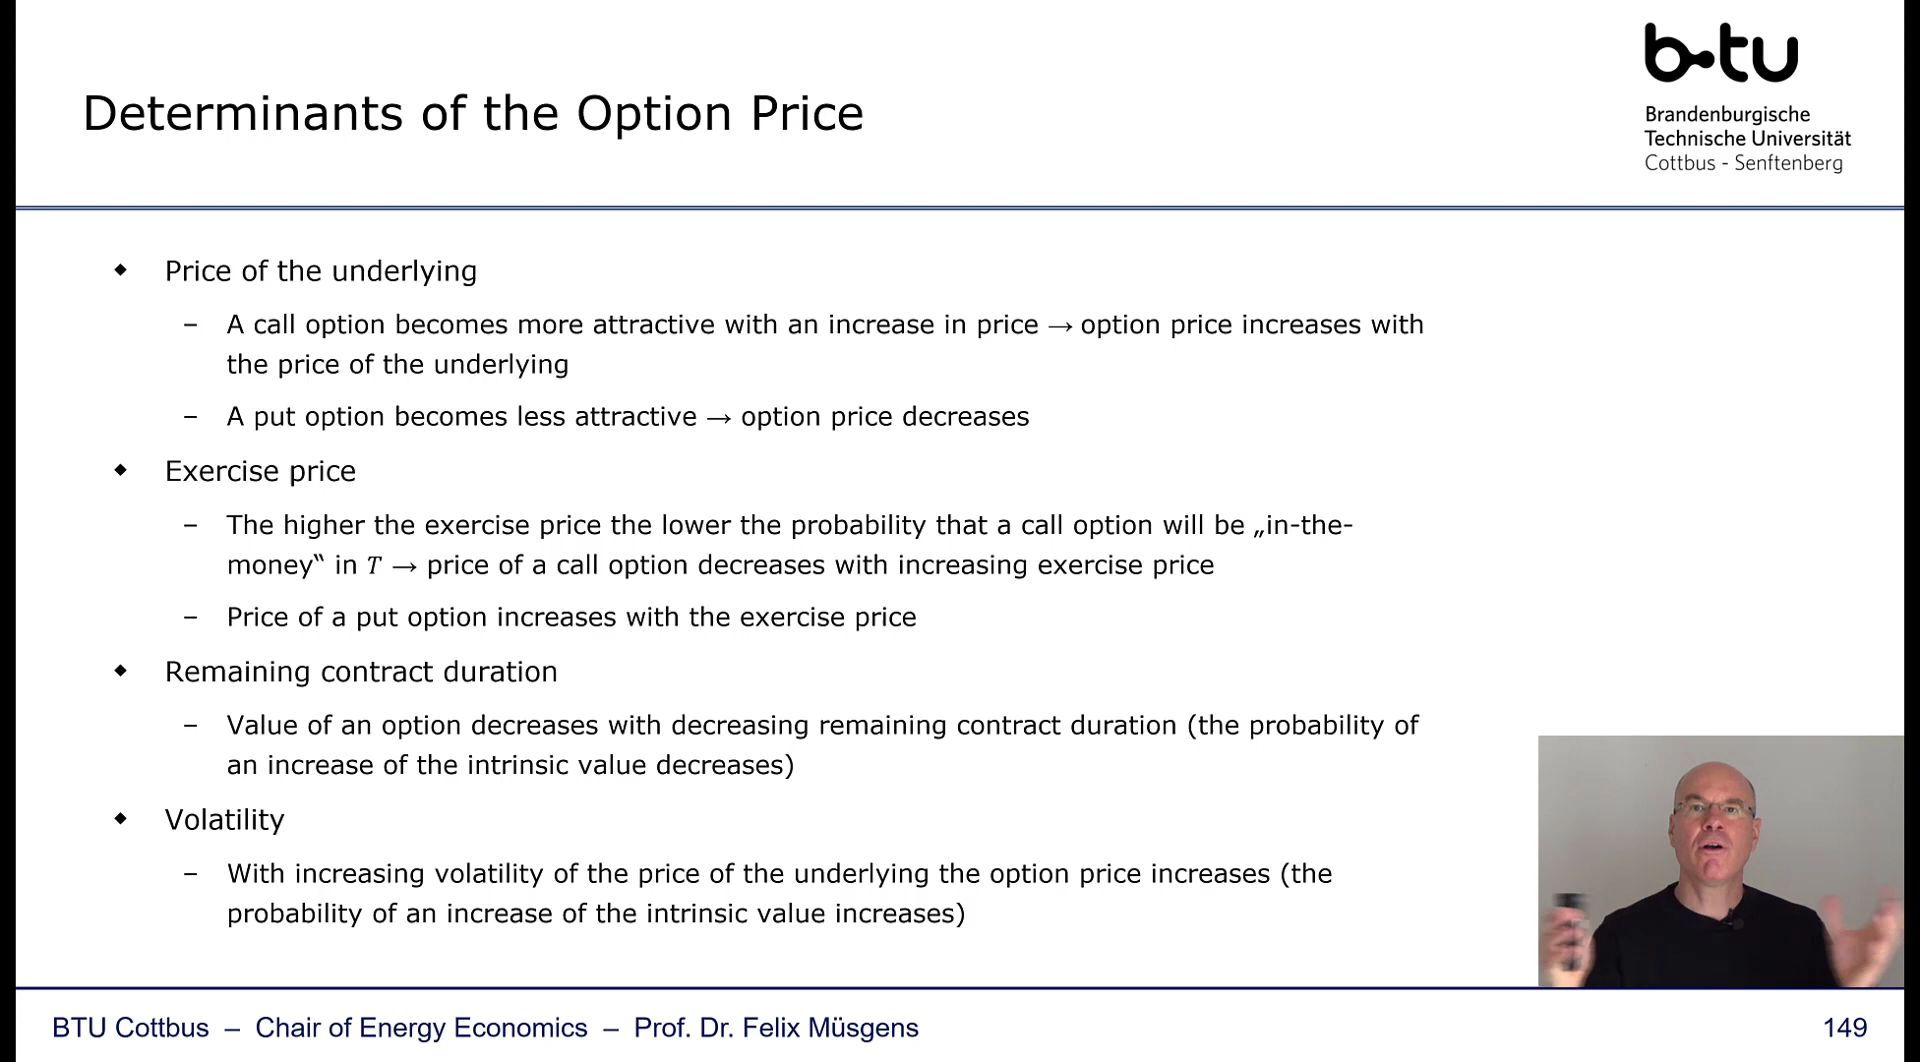 Determinants of the Option Price
b-tu
Brandenburgische
Technische Universität
Cottbus - Senftenberg
◆ Price of the underlying
– A call option becomes more attractive with an increase in price → option price increases with
the price of the underlying
– A put option becomes less attractive → option price decreases
◆ Exercise price
– The higher the exercise price the lower the probability that a call option will be „in-the-
money‟ in T → price of a call option decreases with increasing exercise price
– Price of a put option increases with the exercise price
◆ Remaining contract duration
– Value of an option decreases with decreasing remaining contract duration (the probability of
an increase of the intrinsic value decreases)
◆ Volatility
– With increasing volatility of the price of the underlying the option price increases (the
probability of an increase of the intrinsic value increases)
BTU Cottbus – Chair of Energy Economics – Prof. Dr. Felix Müsgens
149